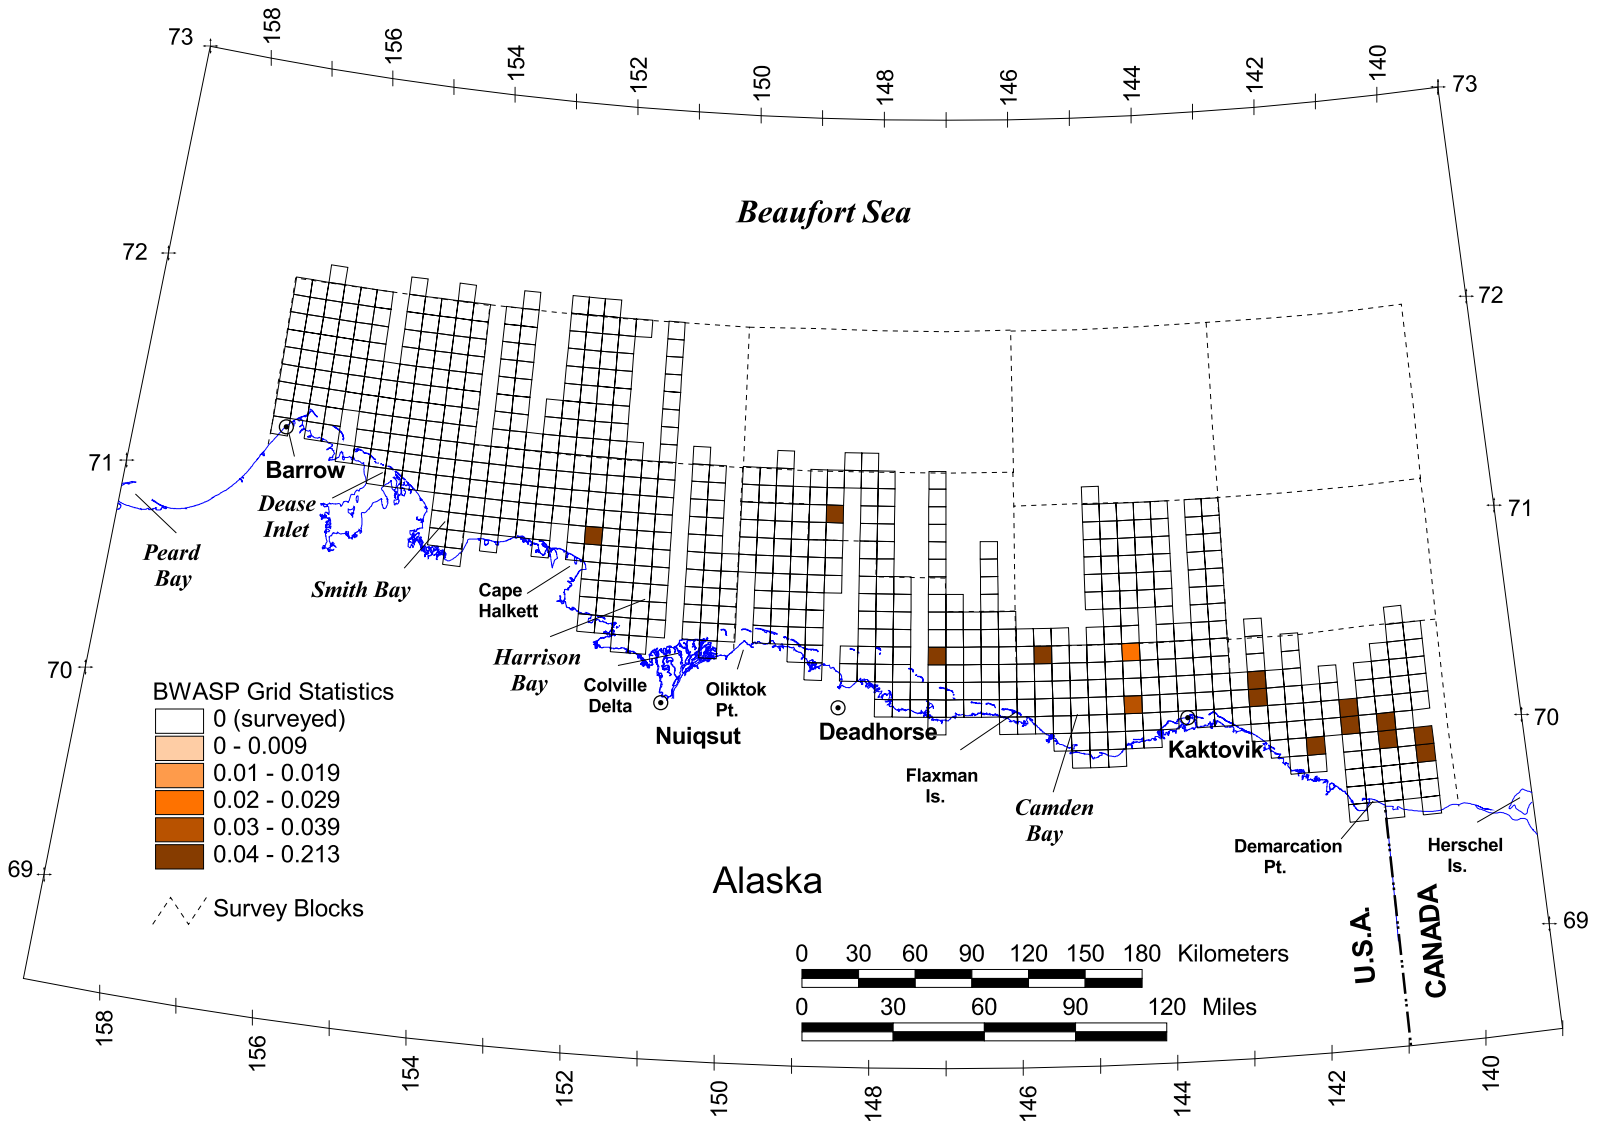 158
156
154
152
150
148
146
144
142
140
73
73
Beaufort Sea
72
72
71
71
Barrow
Dease
Inlet
Peard
Bay
Smith Bay
Cape
Halkett
Harrison
Bay
Colville
Delta
Oliktok
Pt.
Nuiqsut
Deadhorse
Kaktovik
Flaxman
Is.
Camden
Bay
Demarcation
Pt.
Herschel
Is.
70
70
BWASP Grid Statistics
0 (surveyed)
0 - 0.009
0.01 - 0.019
0.02 - 0.029
0.03 - 0.039
0.04 - 0.213
Survey Blocks
Alaska
69
69
U.S.A.
CANADA
0 30 60 90 120 150 180 Kilometers
0 30 60 90 120 Miles
158
156
154
152
150
148
146
144
142
140